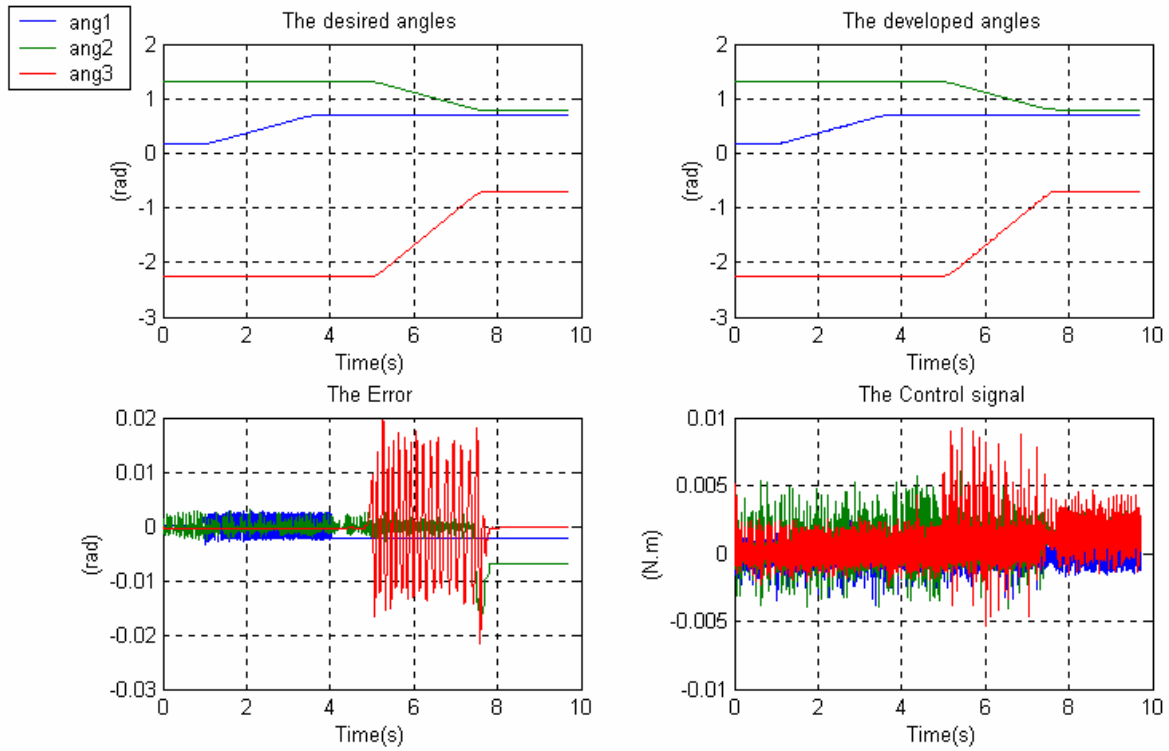 ang1
ang2
ang3
The desired angles
2
1
0
-1
-2
-3
(rad)
0 2 4 6 8 10
Time(s)
The developed angles
2
1
0
-1
-2
-3
(rad)
0 2 4 6 8 10
Time(s)
The Error
0.02
0.01
0
-0.01
-0.02
-0.03
(rad)
0 2 4 6 8 10
Time(s)
The Control signal
0.01
0.005
0
-0.005
-0.01
(N.m)
0 2 4 6 8 10
Time(s)